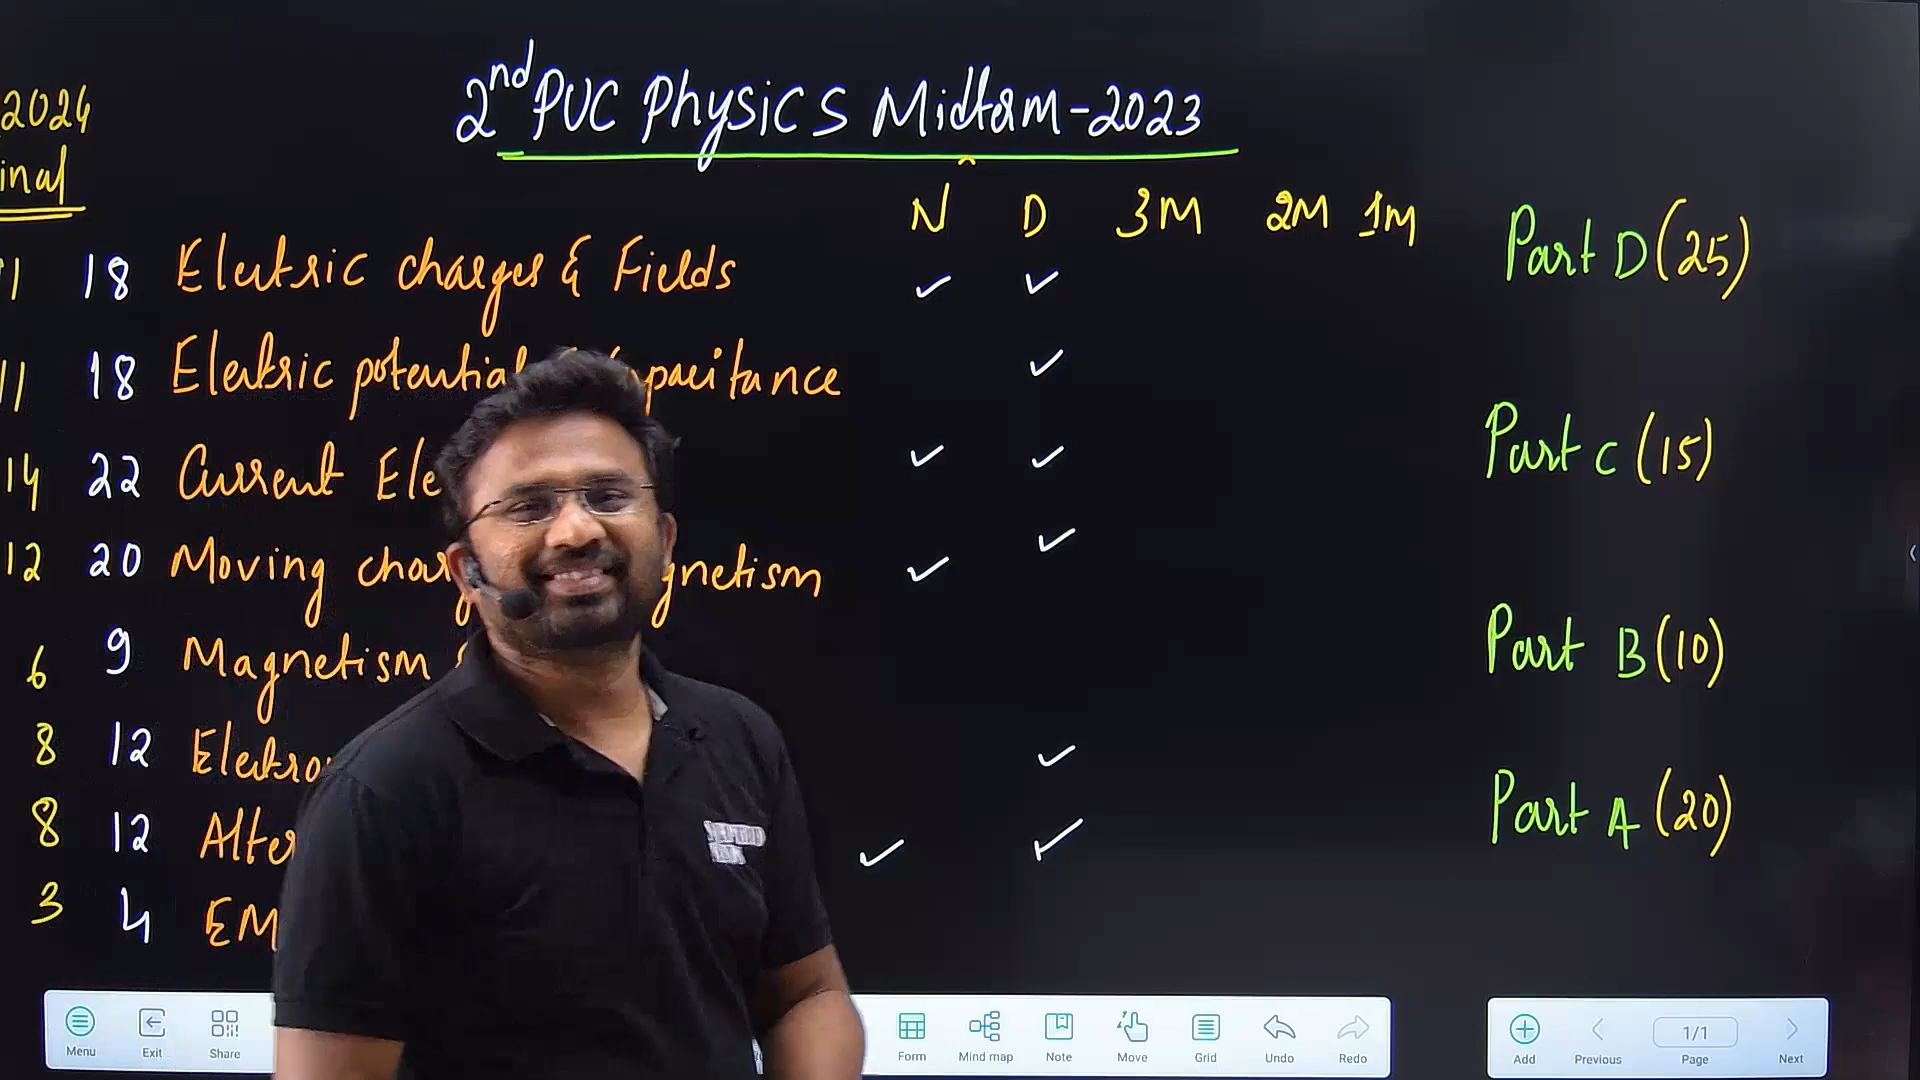 2nd PUC Physics Midterm-2023
2024
inal
N D 3M 2M 1M
11 18 Electric charges & Fields
11 18 Electric potential capacitance
14 22 Current Ele
12 20 Moving char gnetism
6 9 Magnetism
8 12 Electro
8 12 Alter
3 4 EM
Part D (25)
Part C (15)
Part B (10)
Part A (20)
Menu Exit Share Form Mind map Note Move Grid Undo Redo
Add Previous 1/1 Page Next